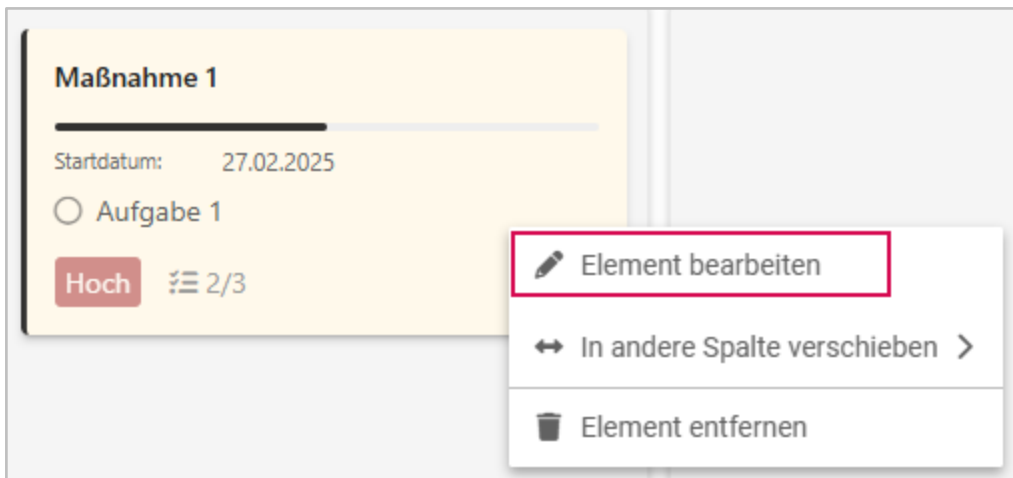 Maßnahme 1
Startdatum: 27.02.2025
Aufgabe 1
Hoch 2/3
Element bearbeiten
In andere Spalte verschieben
Element entfernen